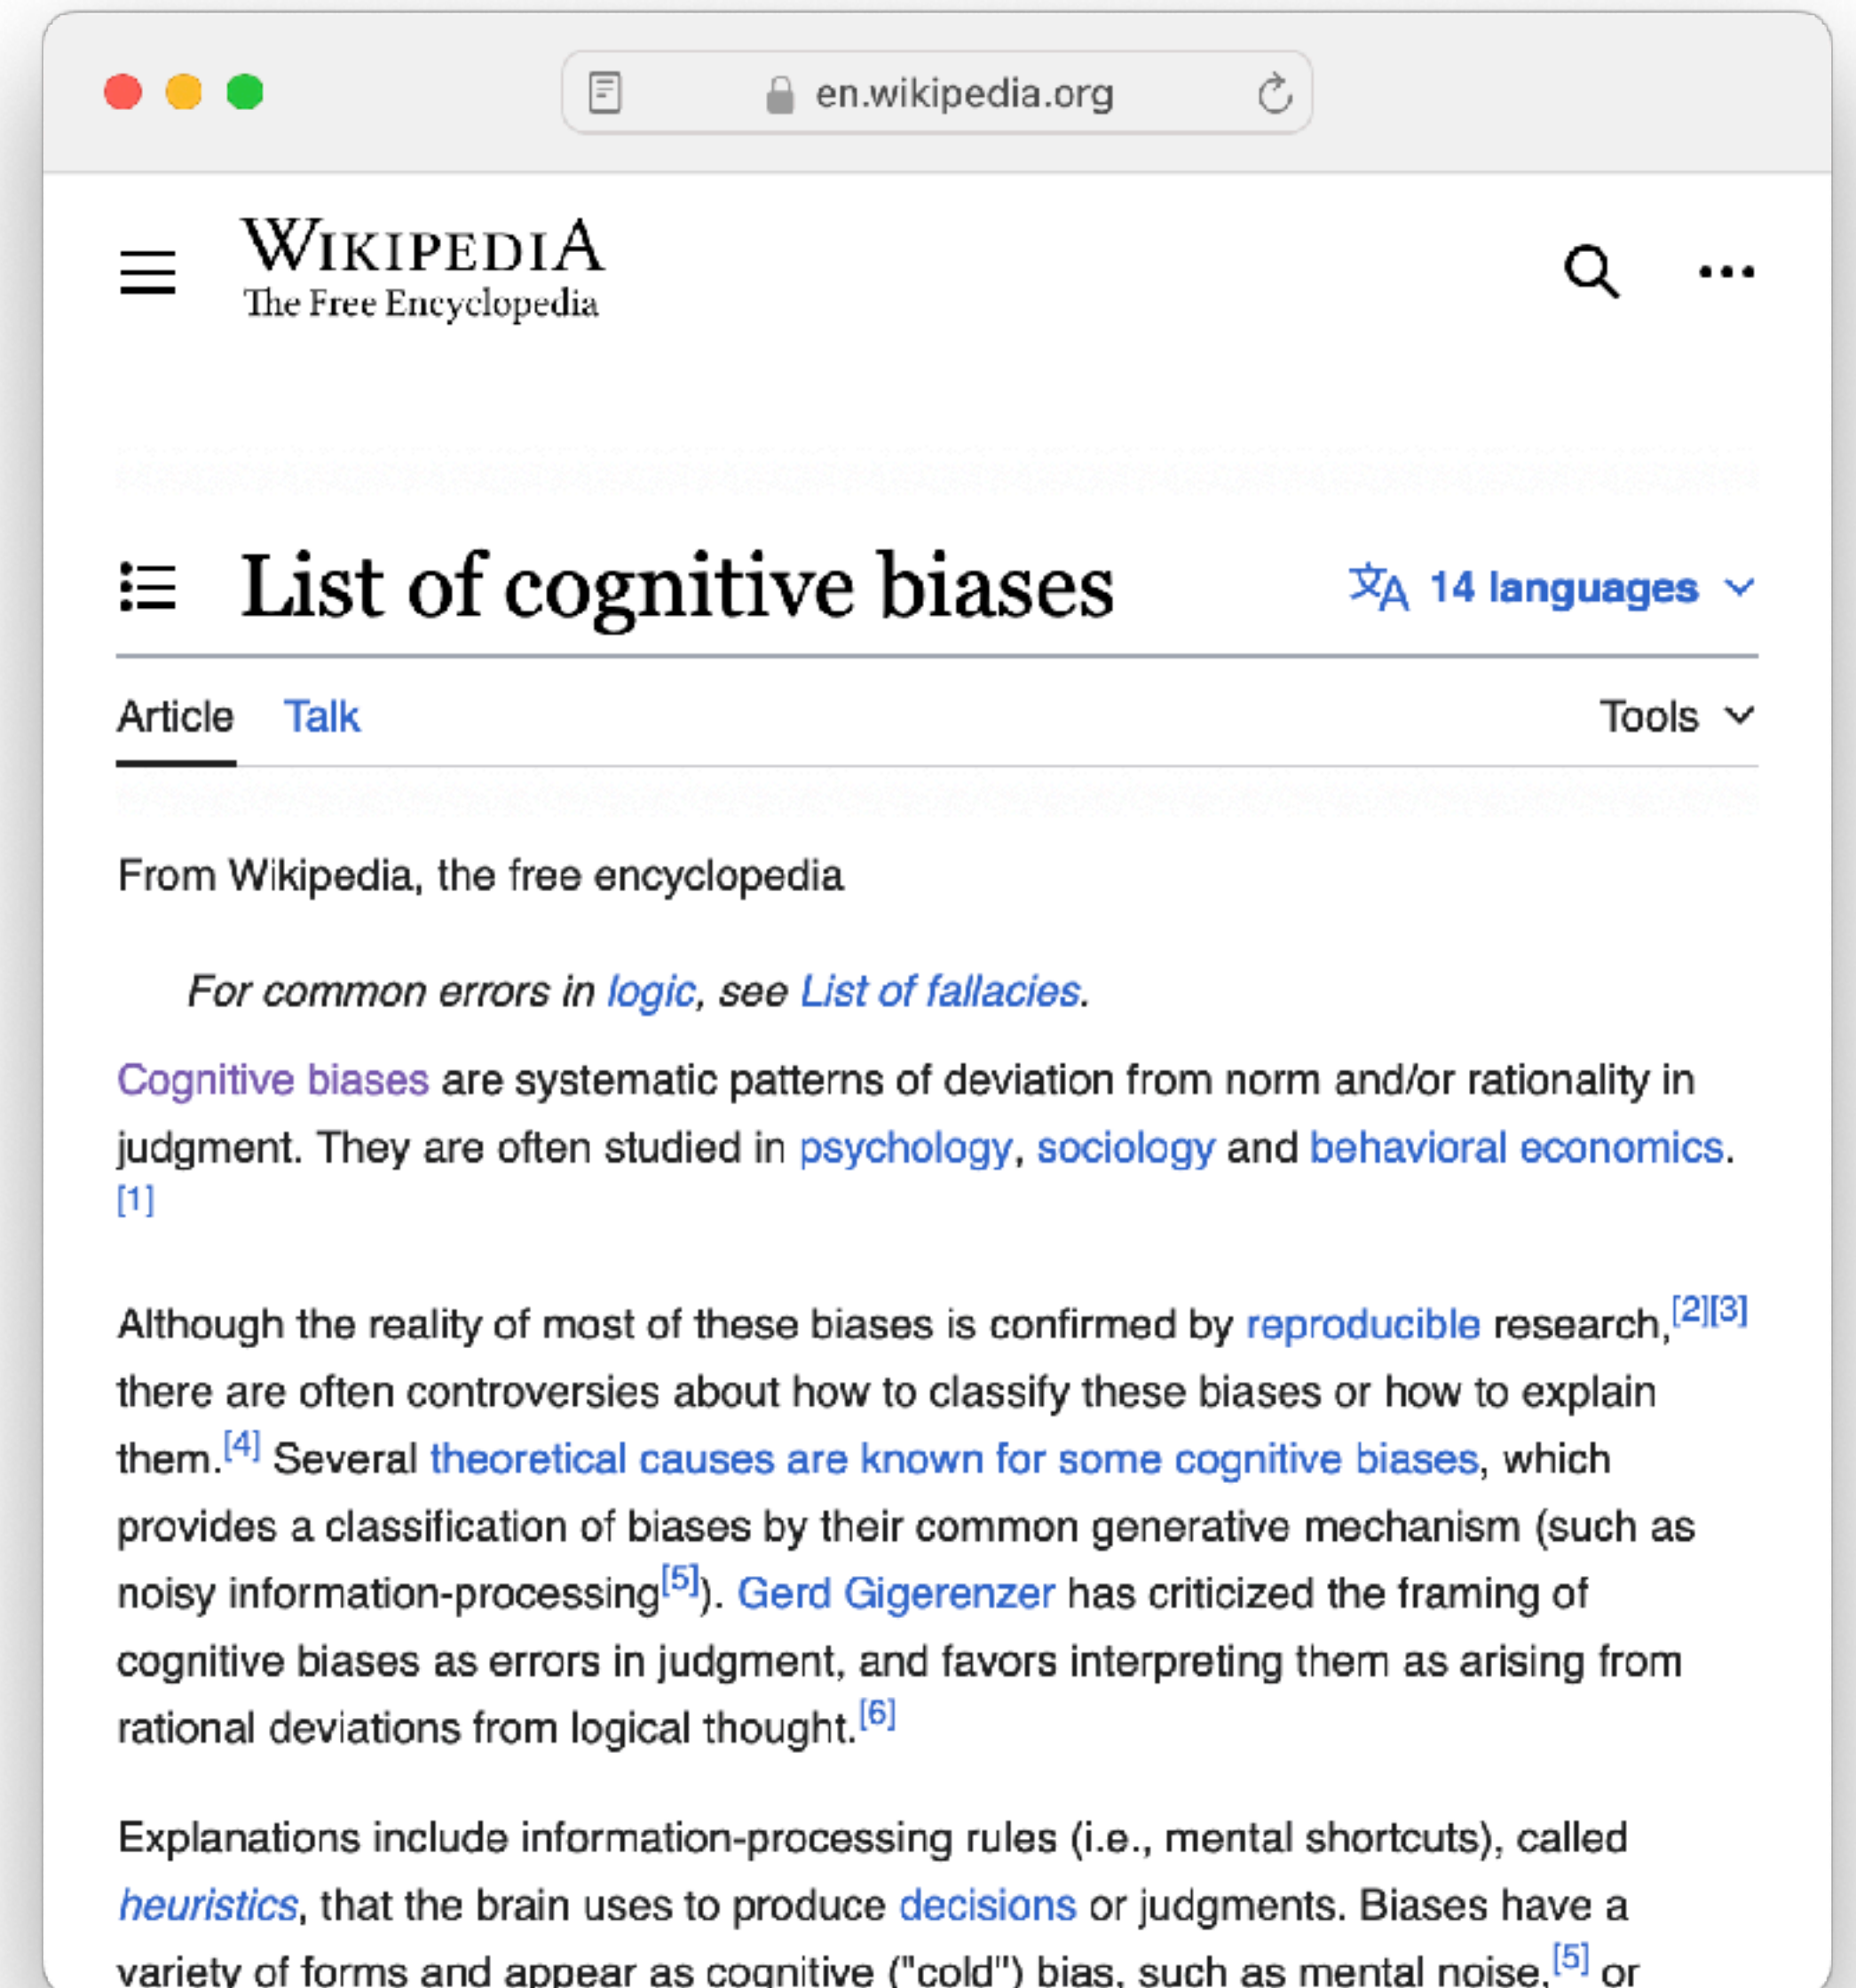 en.wikipedia.org
WIKIPEDIA
The Free Encyclopedia
List of cognitive biases
14 languages
Article Talk
Tools
From Wikipedia, the free encyclopedia
For common errors in logic, see List of fallacies.
Cognitive biases are systematic patterns of deviation from norm and/or rationality in
judgment. They are often studied in psychology, sociology and behavioral economics.
[1]
Although the reality of most of these biases is confirmed by reproducible research,[2][3]
there are often controversies about how to classify these biases or how to explain
them.[4] Several theoretical causes are known for some cognitive biases, which
provides a classification of biases by their common generative mechanism (such as
noisy information-processing[5]). Gerd Gigerenzer has criticized the framing of
cognitive biases as errors in judgment, and favors interpreting them as arising from
rational deviations from logical thought.[6]
Explanations include information-processing rules (i.e., mental shortcuts), called
heuristics, that the brain uses to produce decisions or judgments. Biases have a
variety of forms and appear as cognitive ("cold") bias, such as mental noise,[5] or